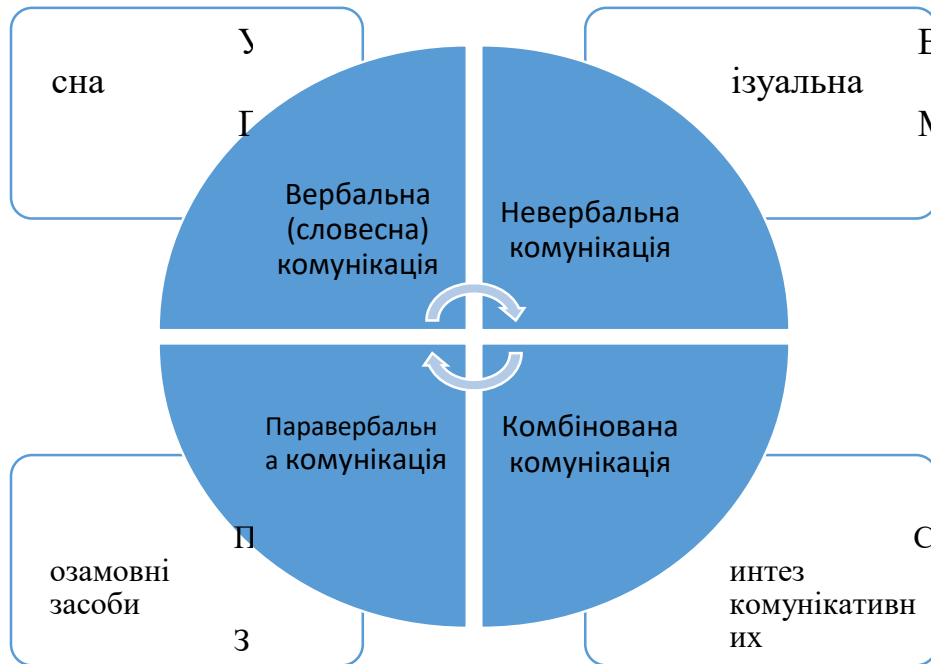 У
сна
П
В
ізуальна
М
Вербальна
(словесна)
комунікація
Невербальна
комунікація
Паравербальн
а комунікація
Комбінована
комунікація
П
озамовні
засоби
З
С
интез
комунікативн
их